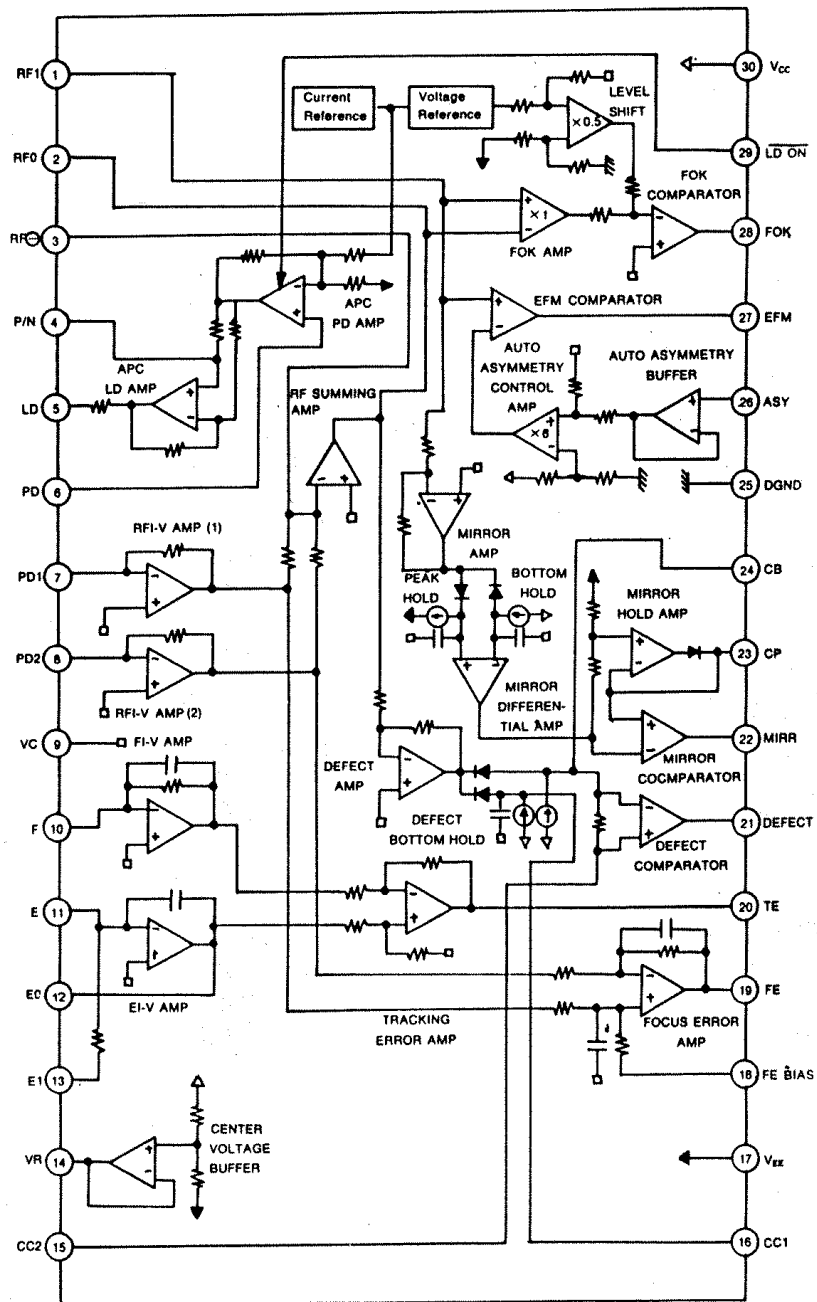 RF1 1
RF0 2
RF⊖ 3
P/N 4
LD 5
PD 6
PD1 7
PD2 8
VC 9
F 10
E 11
E0 12
E1 13
VR 14
CC2 15
Current
Reference
Voltage
Reference
LEVEL
SHIFT
×0.5
×1
FOK AMP
FOK
COMPARATOR
APC
PD AMP
APC
LD AMP
EFM COMPARATOR
AUTO
ASYMMETRY
CONTROL
AMP
×6
AUTO ASYMMETRY
BUFFER
RF SUMMING
AMP
RFI-V AMP (1)
RFI-V AMP(2)
FI-V AMP
EI-V AMP
MIRROR
AMP
PEAK
HOLD
BOTTOM
HOLD
MIRROR
HOLD AMP
MIRROR
DIFFEREN-
TIAL AMP
MIRROR
COCMPARATOR
DEFECT
AMP
DEFECT
BOTTOM HOLD
DEFECT
COMPARATOR
TRACKING
ERROR AMP
FOCUS ERROR
AMP
CENTER
VOLTAGE
BUFFER
30 VCC
29 LD ON
28 FOK
27 EFM
26 ASY
25 DGND
24 CB
23 CP
22 MIRR
21 DEFECT
20 TE
19 FE
18 FE BIAS
17 VEE
16 CC1